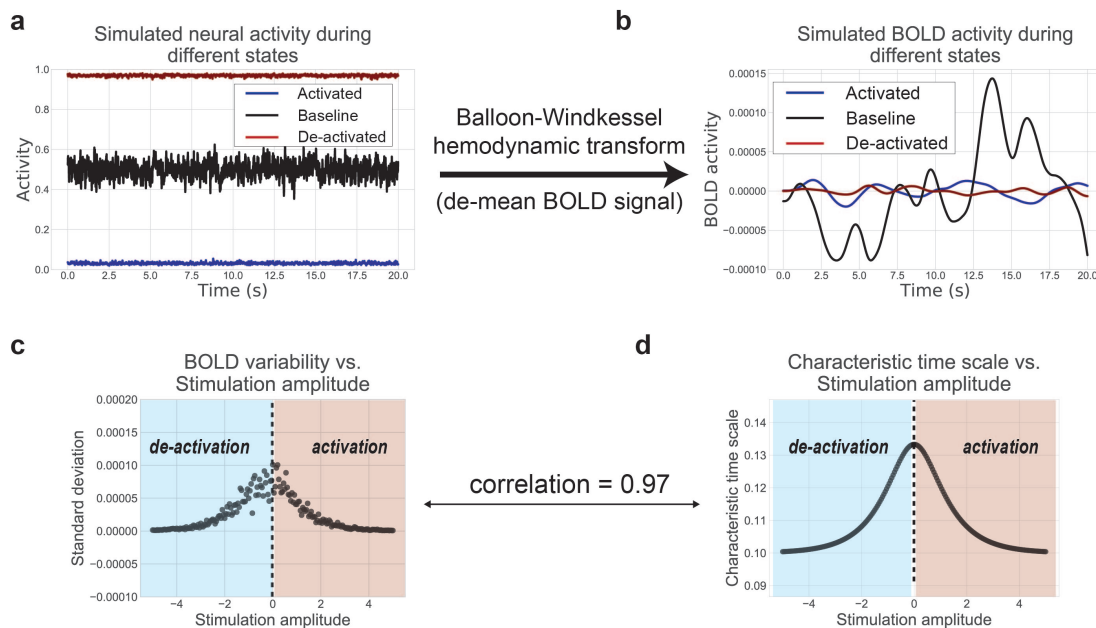 a
Simulated neural activity during
different states
1.0
0.8
0.6
0.4
0.2
0.0
Activity
Activated
Baseline
De-activated
0.0 2.5 5.0 7.5 10.0 12.5 15.0 17.5 20.0
Time (s)
Balloon-Windkessel
hemodynamic transform
(de-mean BOLD signal)
b
Simulated BOLD activity during
different states
0.00015
0.00010
0.00005
0.00000
−0.00005
−0.00010
BOLD activity
Activated
Baseline
De-activated
0.0 2.5 5.0 7.5 10.0 12.5 15.0 17.5 20.0
Time (s)
c
BOLD variability vs.
Stimulation amplitude
0.00020
0.00015
0.00010
0.00005
0.00000
−0.00005
−0.00010
Standard deviation
de-activation activation
−4 −2 0 2 4
Stimulation amplitude
correlation = 0.97
d
Characteristic time scale vs.
Stimulation amplitude
0.14
0.13
0.12
0.11
0.10
0.09
Characteristic time scale
de-activation activation
−4 −2 0 2 4
Stimulation amplitude